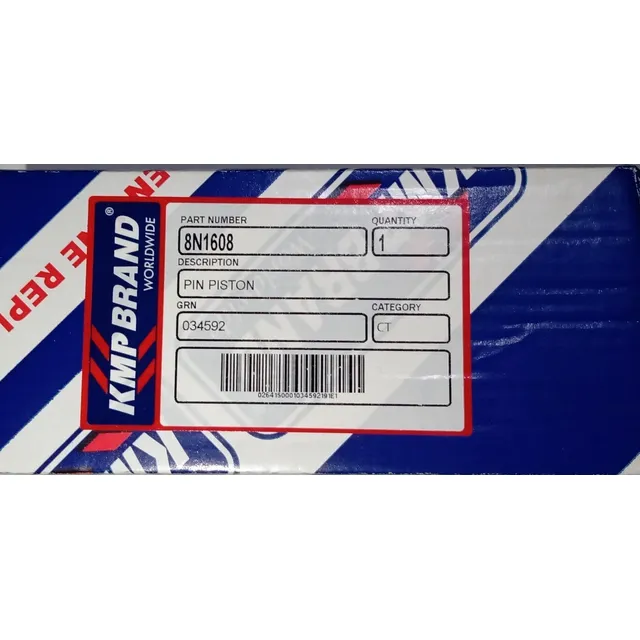 PART NUMBER
8N1608
QUANTITY
1
DESCRIPTION
PIN PISTON
GRN
034592
CATEGORY
CT
KMP BRAND®
WORLDWIDE